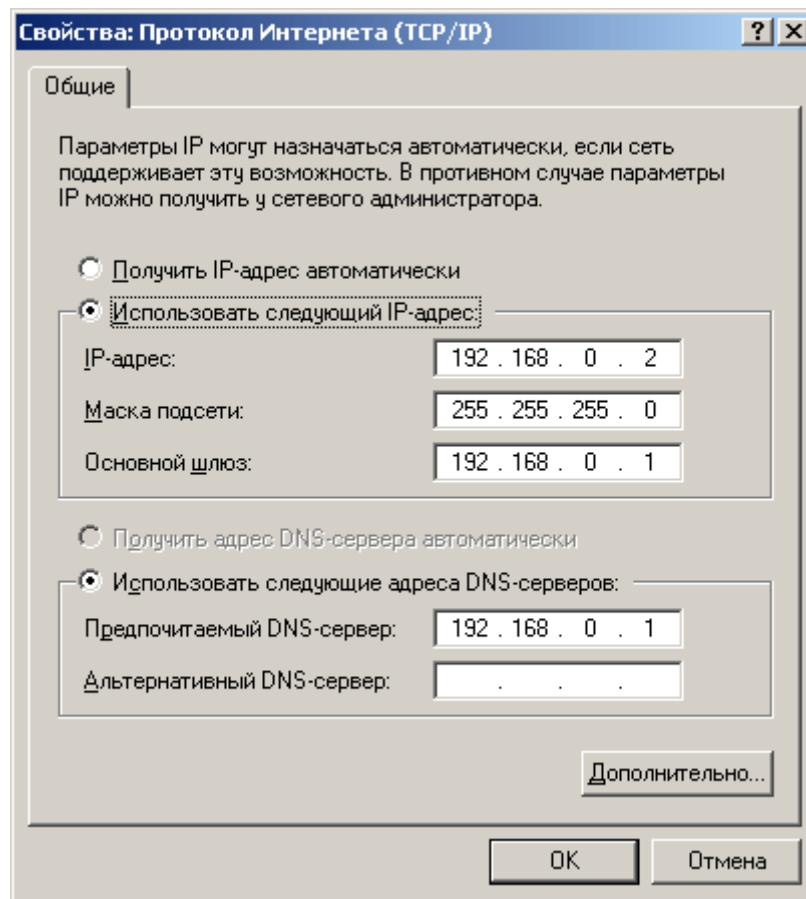 Свойства: Протокол Интернета (TCP/IP)
Общие
Параметры IP могут назначаться автоматически, если сеть
поддерживает эту возможность. В противном случае параметры
IP можно получить у сетевого администратора.
Получить IP-адрес автоматически
Использовать следующий IP-адрес:
IP-адрес: 192 . 168 . 0 . 2
Маска подсети: 255 . 255 . 255 . 0
Основной шлюз: 192 . 168 . 0 . 1
Получить адрес DNS-сервера автоматически
Использовать следующие адреса DNS-серверов:
Предпочитаемый DNS-сервер: 192 . 168 . 0 . 1
Альтернативный DNS-сервер: . . .
Дополнительно...
OK Отмена